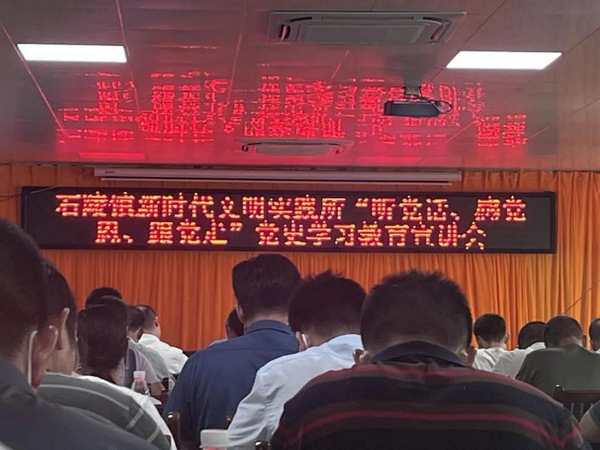 石陂镇新时代文明实践所“听党话、感党
恩、跟党走”党史学习教育宣讲会